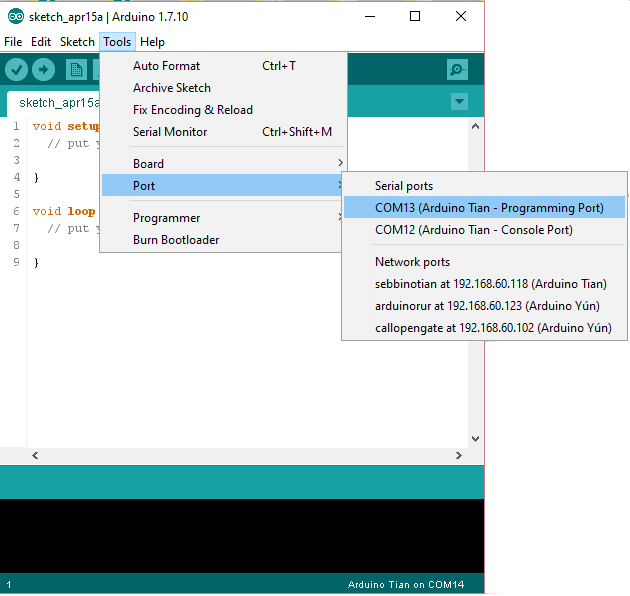 sketch_apr15a | Arduino 1.7.10
File Edit Sketch Tools Help
Auto Format Ctrl+T
Archive Sketch
Fix Encoding & Reload
Serial Monitor Ctrl+Shift+M
Board
Port
Programmer
Burn Bootloader
Serial ports
COM13 (Arduino Tian - Programming Port)
COM12 (Arduino Tian - Console Port)
Network ports
sebbinotian at 192.168.60.118 (Arduino Tian)
arduinorur at 192.168.60.123 (Arduino Yún)
callopengate at 192.168.60.102 (Arduino Yún)
sketch_apr15a
1 void setup
2 // put y
3
4 }
5
6 void loop
7 // put y
8
9 }
1 Arduino Tian on COM14